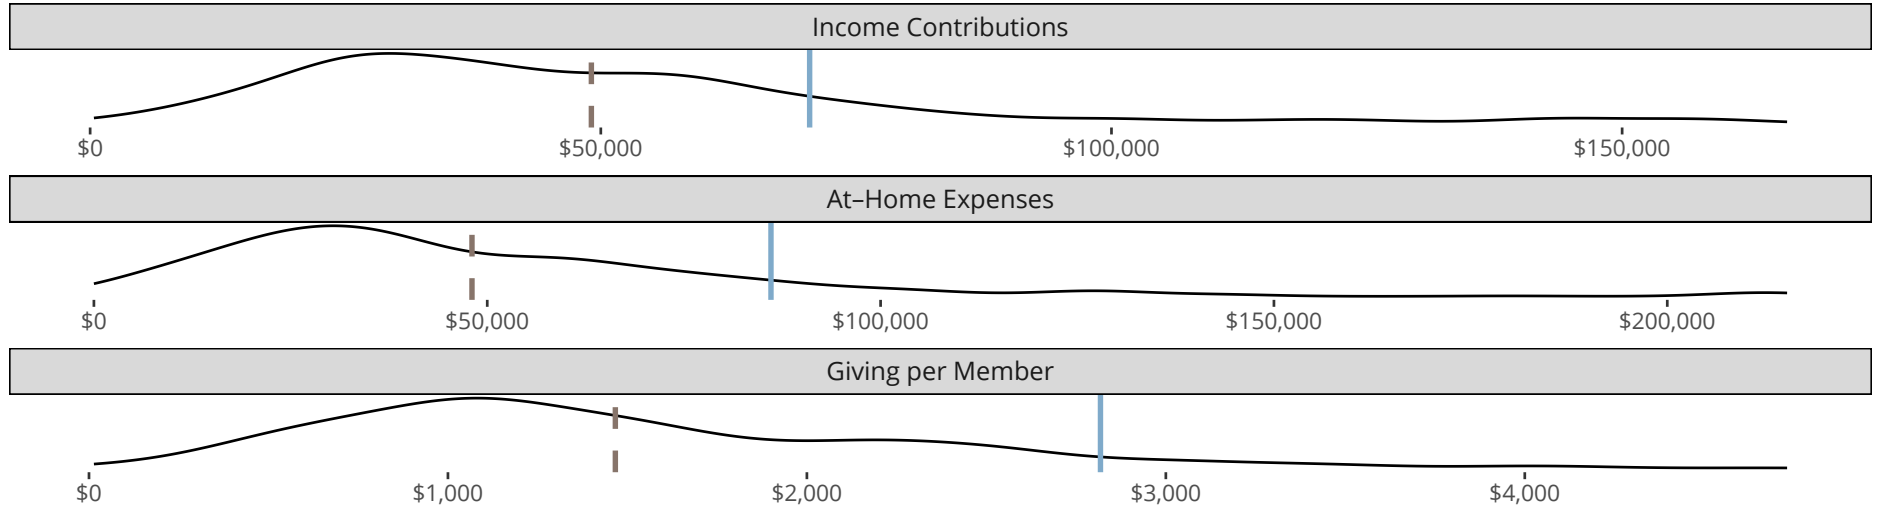 Income Contributions
$0 $50,000 $100,000 $150,000
At–Home Expenses
$0 $50,000 $100,000 $150,000 $200,000
Giving per Member
$0 $1,000 $2,000 $3,000 $4,000